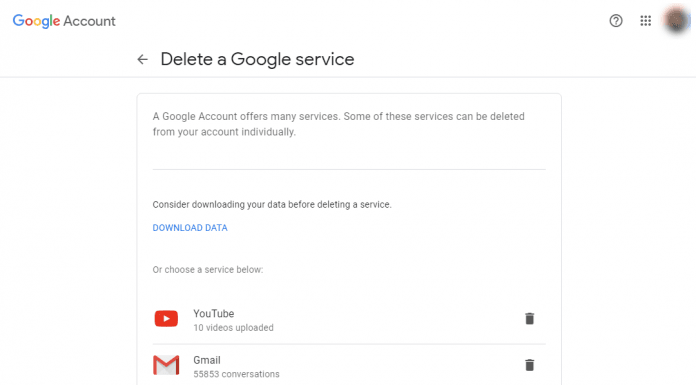 Google Account
Delete a Google service
A Google Account offers many services. Some of these services can be deleted
from your account individually.
Consider downloading your data before deleting a service.
DOWNLOAD DATA
Or choose a service below:
YouTube
10 videos uploaded
Gmail
55853 conversations